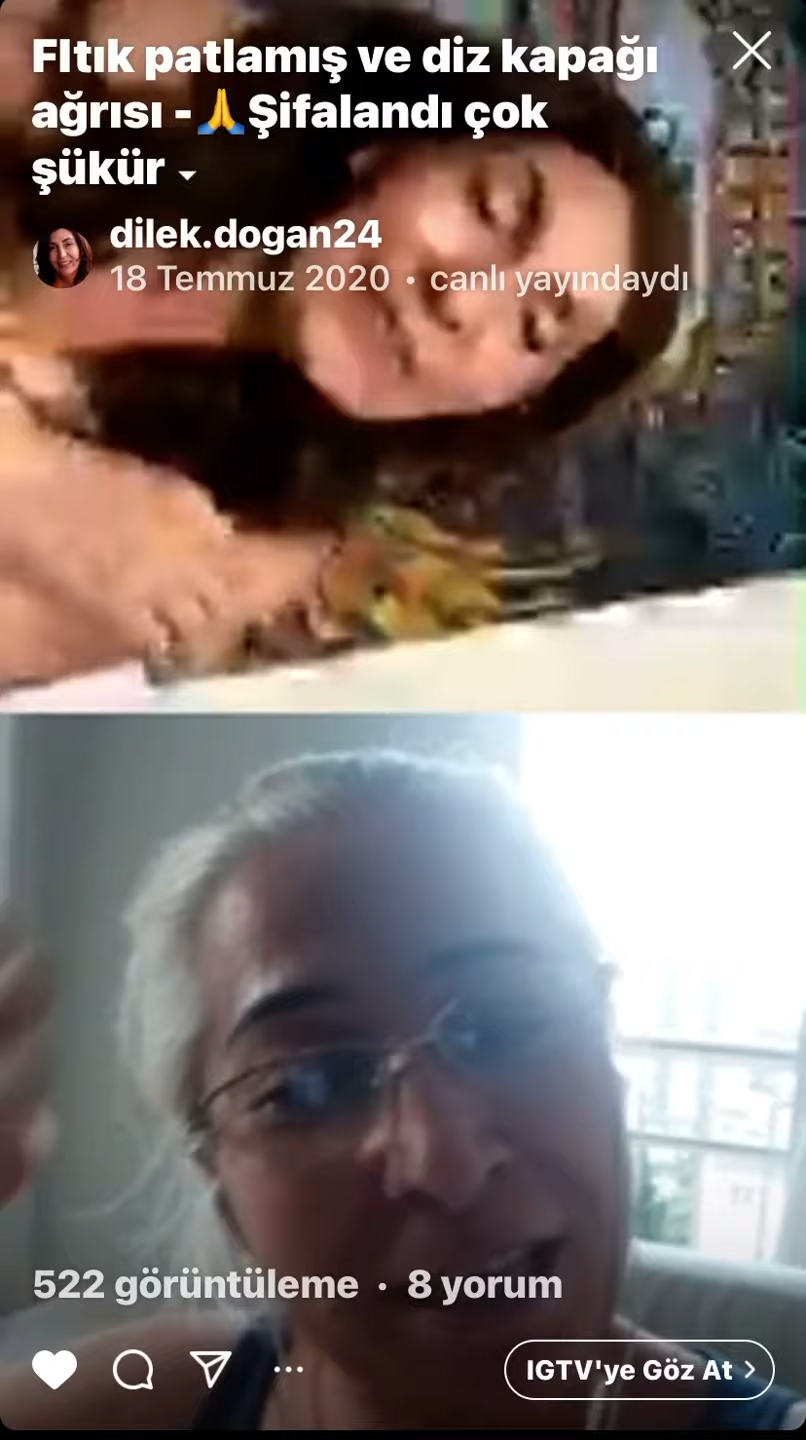 FItık patlamış ve diz kapağı
ağrısı -🙏Şifalandı çok
şükür
dilek.dogan24
18 Temmuz 2020 · canlı yayındaydı
522 görüntüleme · 8 yorum
IGTV'ye Göz At